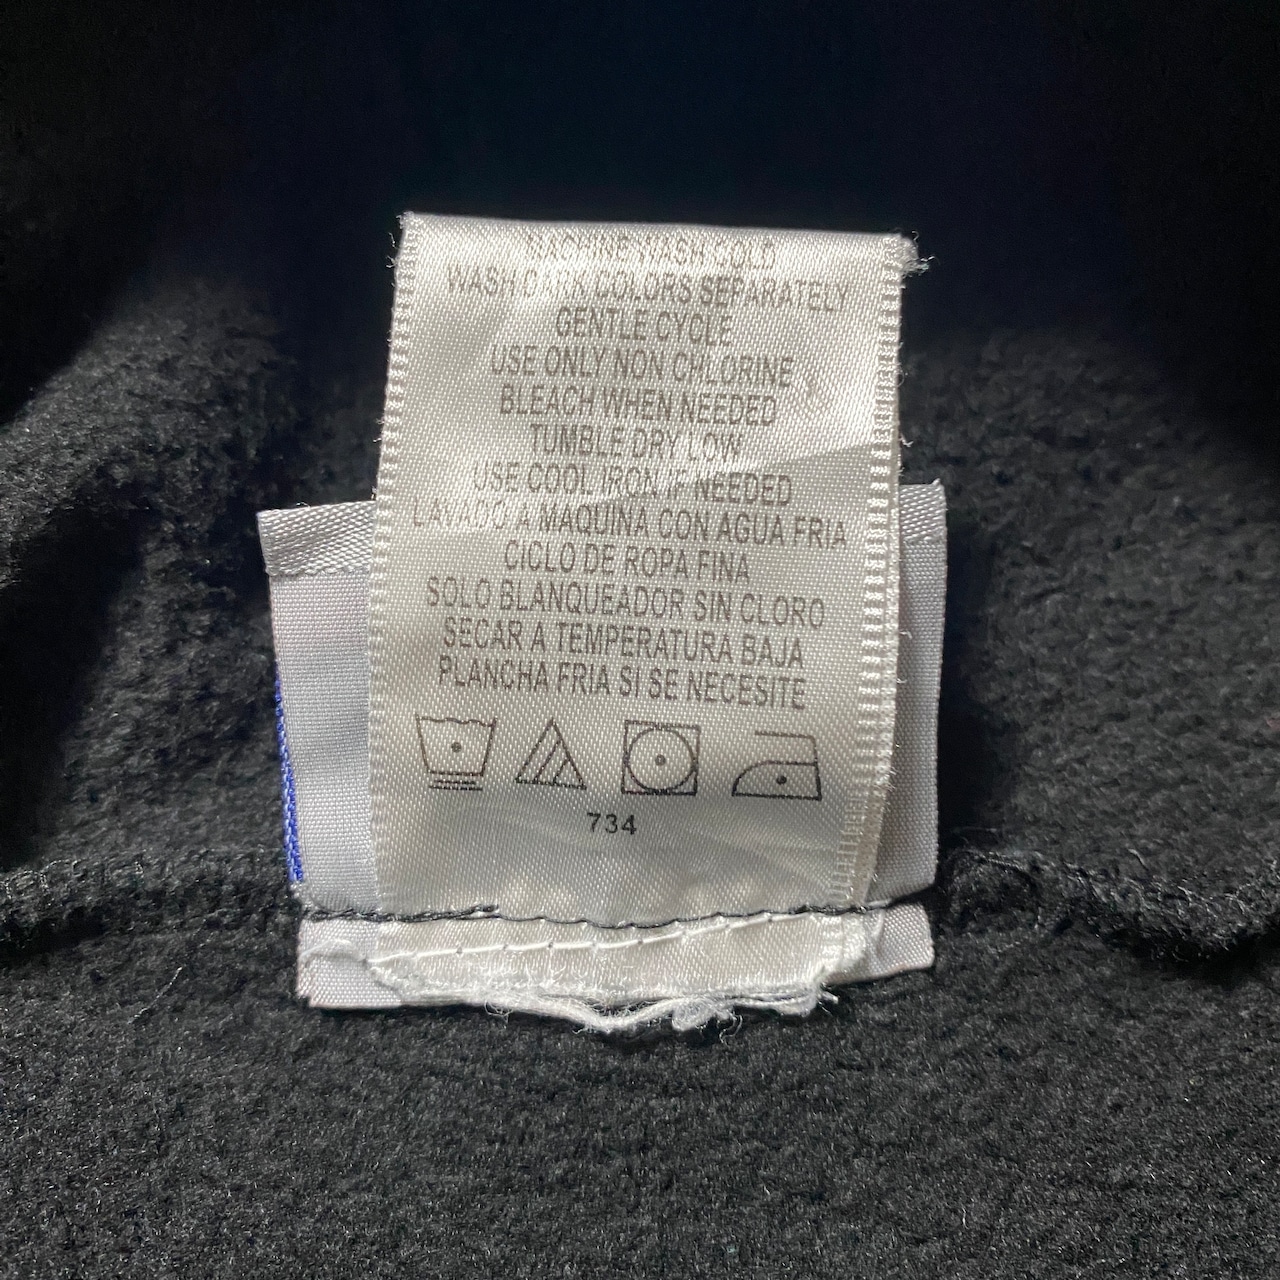 MACHINE WASH COLD
WASH DARK COLORS SEPARATELY
GENTLE CYCLE
USE ONLY NON CHLORINE
BLEACH WHEN NEEDED
TUMBLE DRY LOW
USE COOL IRON IF NEEDED
LAVADO A MAQUINA CON AGUA FRIA
CICLO DE ROPA FINA
SOLO BLANQUEADOR SIN CLORO
SECAR A TEMPERATURA BAJA
PLANCHA FRIA SI SE NECESITE
734